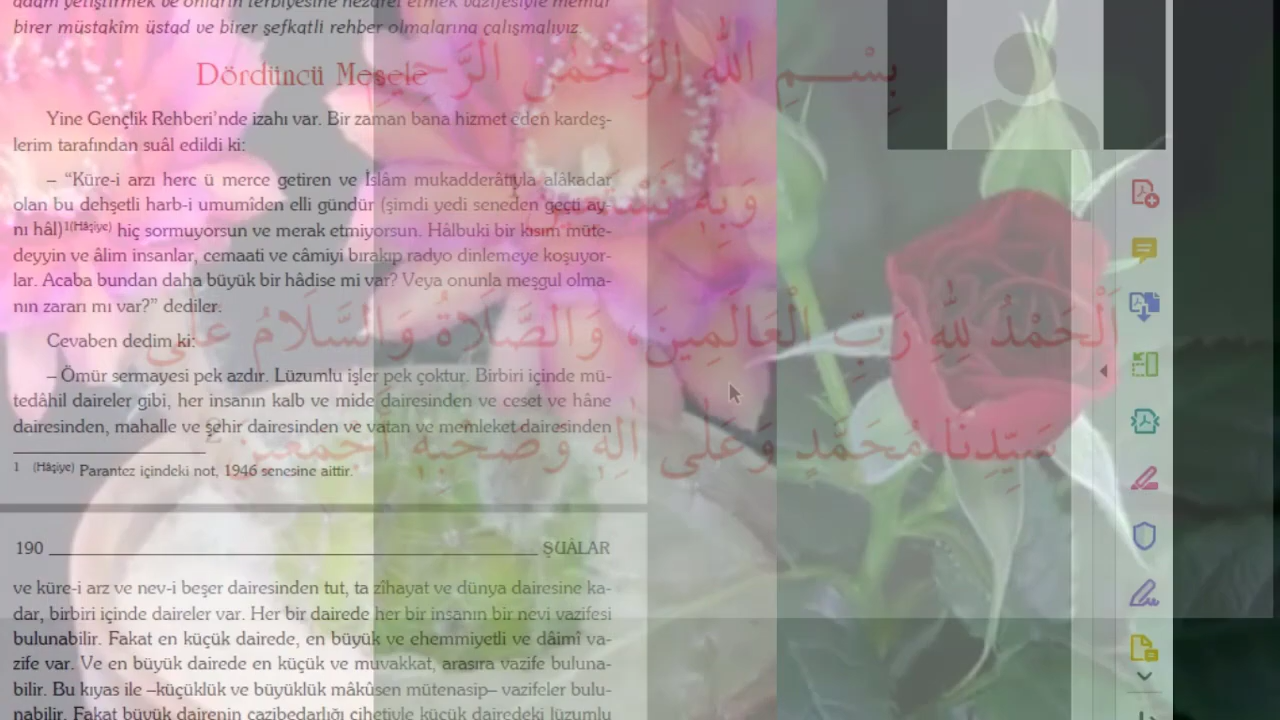 adam yetiştirmek ve onların terbiyesine nezaret etmek vazifesiyle memur
birer müstakîm üstad ve birer şefkatli rehber olmalarına çalışmalıyız.
Dördüncü Mesele
Yine Gençlik Rehberi’nde izahı var. Bir zaman bana hizmet eden kardeş-
lerim tarafından suâl edildi ki:
– “Küre-i arzı herc ü merce getiren ve İslâm mukadderâtıyla alâkadar
olan bu dehşetli harb-i umumîden elli gündür (şimdi yedi seneden geçti ay-
nı hâl)1(Hâşiye) hiç sormuyorsun ve merak etmiyorsun. Hâlbuki bir kısım müte-
deyyin ve âlim insanlar, cemaati ve câmiyi bırakıp radyo dinlemeye koşuyor-
lar. Acaba bundan daha büyük bir hâdise mi var? Veya onunla meşgul olma-
nın zararı mı var?” dediler.
Cevaben dedim ki:
– Ömür sermayesi pek azdır. Lüzumlu işler pek çoktur. Birbiri içinde mü-
tedâhil daireler gibi, her insanın kalb ve mide dairesinden ve ceset ve hâne
dairesinden, mahalle ve şehir dairesinden ve vatan ve memleket dairesinden
1 (Hâşiye) Parantez içindeki not, 1946 senesine aittir.
190 ŞUÂLAR
ve küre-i arz ve nev-i beşer dairesinden tut, ta zîhayat ve dünya dairesine ka-
dar, birbiri içinde daireler var. Her bir dairede her bir insanın bir nevi vazifesi
bulunabilir. Fakat en küçük dairede, en büyük ve ehemmiyetli ve dâimî va-
zife var. Ve en büyük dairede en küçük ve muvakkat, arasıra vazife buluna-
bilir. Bu kıyas ile –küçüklük ve büyüklük mâkûsen mütenasip– vazifeler bulu-
nabilir. Fakat büyük dairenin cazibedarlığı cihetiyle küçük dairedeki lüzumlu
بِسْمِ اللهِ الرَّحْمٰنِ الرَّحِيمِ
وَبِهِ نَسْتَعِينُ
اَلْحَمْدُ لِلّٰهِ رَبِّ الْعَالَمِينَ، وَالصَّلَاةُ وَالسَّلَامُ عَلٰى
سَيِّدِنَا مُحَمَّدٍ وَعَلٰى اٰلِهِ وَصَحْبِهِ اَجْمَعِينَ